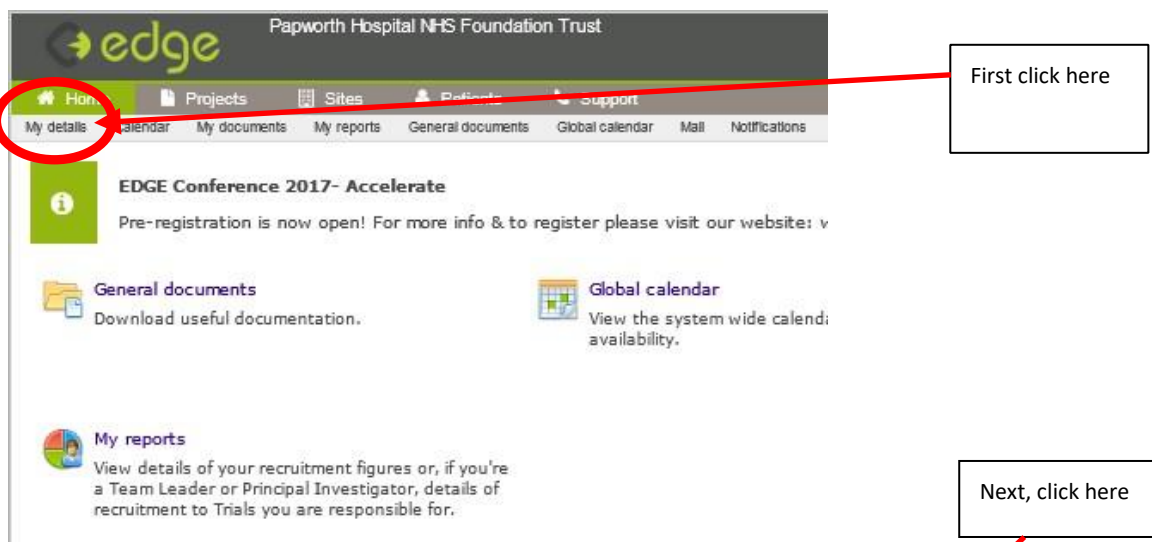 edge
Papworth Hospital NHS Foundation Trust
First click here
Projects Sites Patients Support
My details Calendar My documents My reports General documents Global calendar Mail Notifications
EDGE Conference 2017- Accelerate
Pre-registration is now open! For more info & to register please visit our website:
General documents
Download useful documentation.
Global calendar
View the system wide
availability.
My reports
View details of your recruitment figures or, if you're
a Team Leader or Principal Investigator, details of
recruitment to Trials you are responsible for.
Next, click here